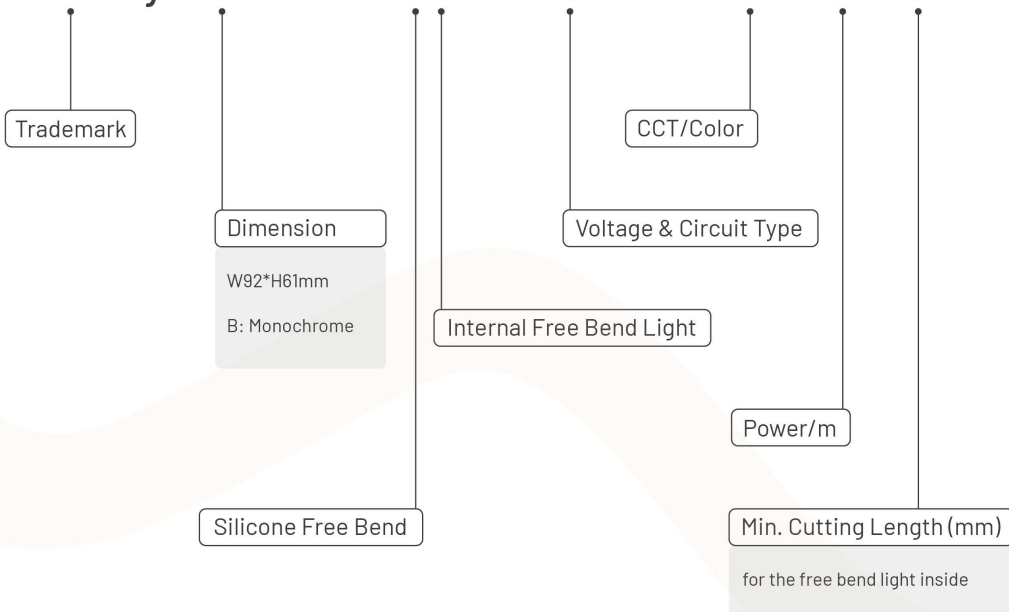 Trademark
CCT/Color
Dimension
Voltage & Circuit Type
W92*H61mm
B: Monochrome
Internal Free Bend Light
Power/m
Silicone Free Bend
Min. Cutting Length (mm)
for the free bend light inside